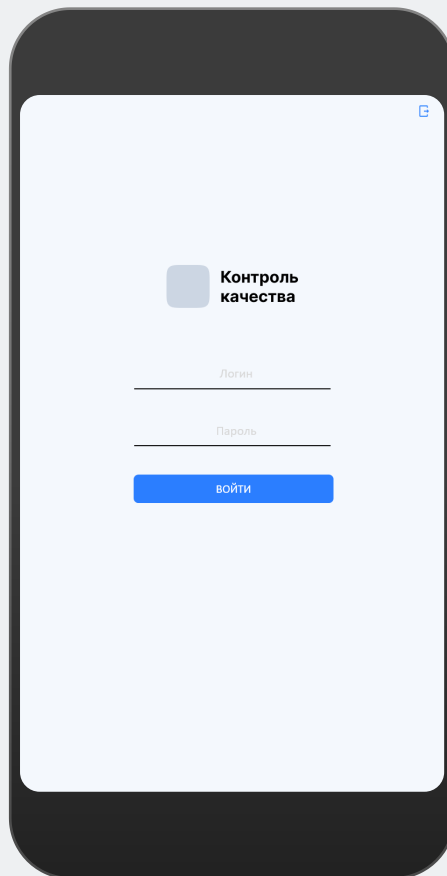 Контроль
качества
Логин
Пароль
ВОЙТИ